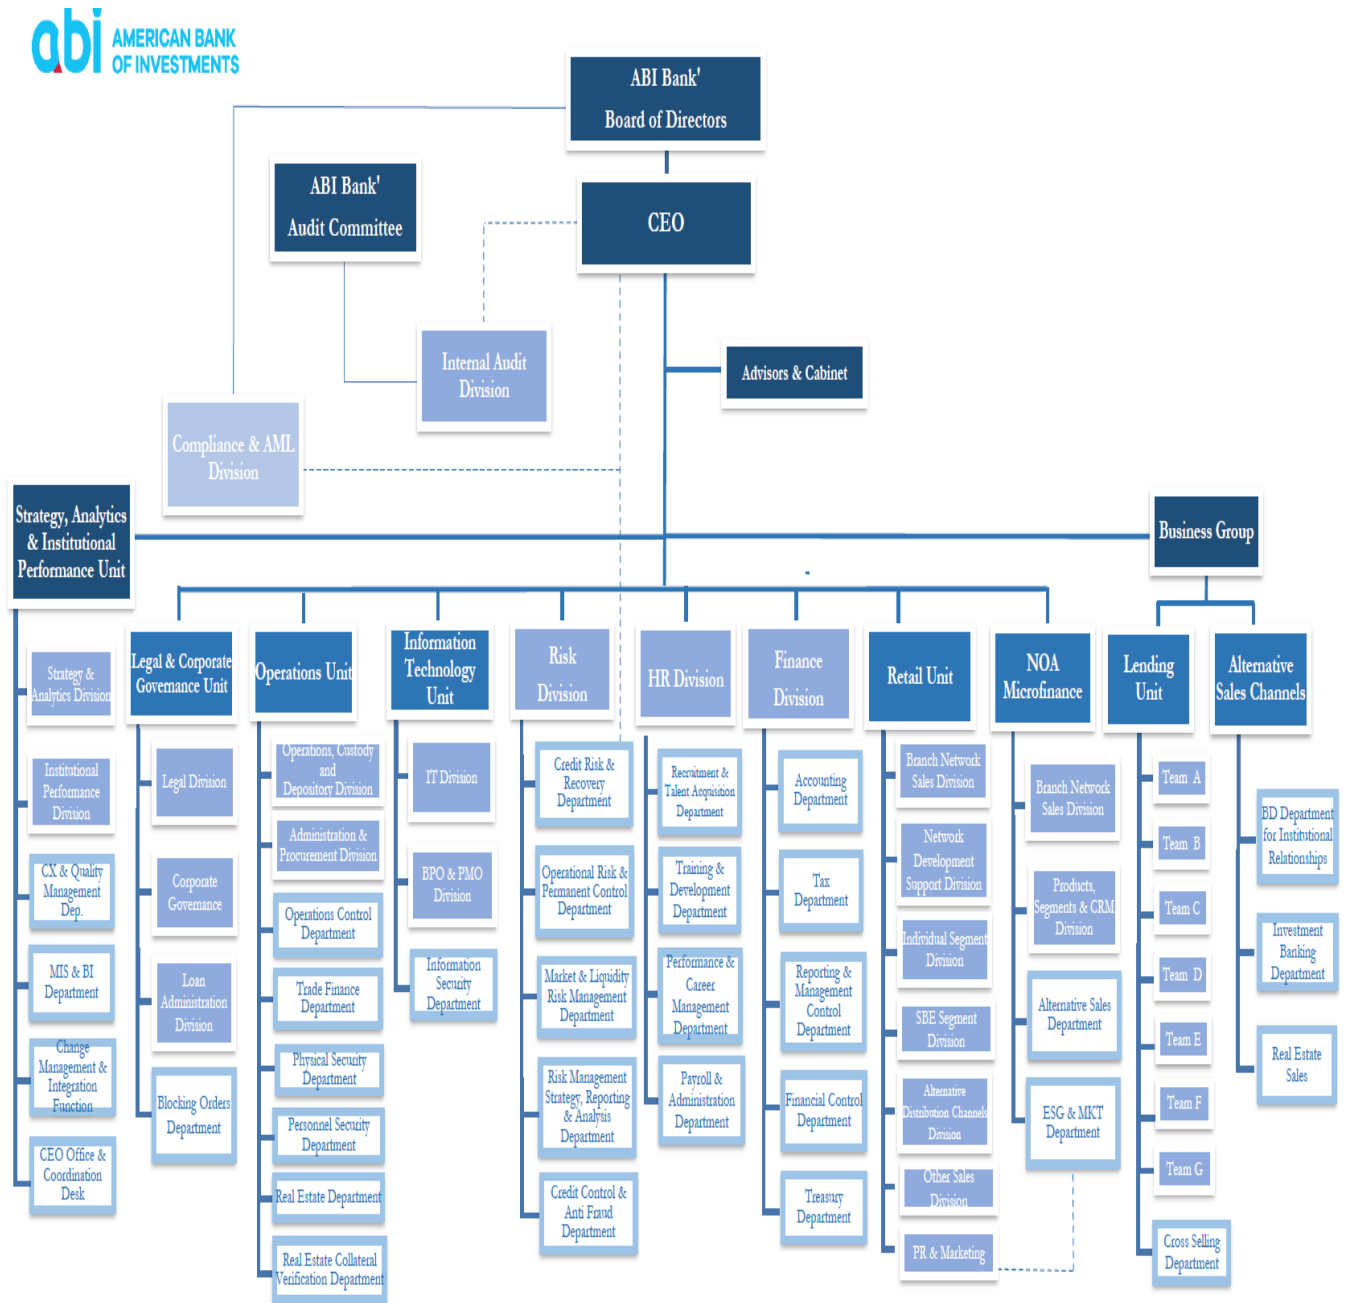 abi AMERICAN BANK
OF INVESTMENTS
ABI Bank'
Board of Directors
ABI Bank'
Audit Committee
CEO
Internal Audit
Division
Advisors & Cabinet
Compliance & AML
Division
Strategy, Analytics
& Institutional
Performance Unit
Business Group
Strategy &
Analytics Division
Institutional
Performance
Division
CX & Quality
Management
Dep.
MIS & BI
Department
Change
Management &
Integration
Function
CEO Office &
Coordination
Desk
Legal & Corporate
Governance Unit
Legal Division
Corporate
Governance
Loan
Administration
Division
Blocking Orders
Department
Operations Unit
Operations, Custody
and
Depository Division
Administration &
Procurement Division
Operations Control
Department
Trade Finance
Department
Physical Security
Department
Personnel Security
Department
Real Estate Department
Real Estate Collateral
Verification Department
Information
Technology
Unit
IT Division
BPO & PMO
Division
Information
Security
Department
Risk
Division
Credit Risk &
Recovery
Department
Operational Risk &
Permanent Control
Department
Market & Liquidity
Risk Management
Department
Risk Management
Strategy, Reporting
& Analysis
Department
Credit Control &
Anti Fraud
Department
HR Division
Recruitment &
Talent Acquisition
Department
Training &
Development
Department
Performance &
Career
Management
Department
Payroll &
Administration
Department
Finance
Division
Accounting
Department
Tax
Department
Reporting &
Management
Control
Department
Financial Control
Department
Treasury
Department
Retail Unit
Branch Network
Sales Division
Network
Development
Support Division
Individual Segment
Division
SBE Segment
Division
Alternative
Distribution Channels
Division
Other Sales
Division
PR & Marketing
NOA
Microfinance
Branch Network
Sales Division
Products,
Segments & CRM
Division
Alternative Sales
Department
ESG & MKT
Department
Lending
Unit
Team A
Team B
Team C
Team D
Team E
Team F
Team G
Cross Selling
Department
Alternative
Sales Channels
BD Department
for Institutional
Relationships
Investment
Banking
Department
Real Estate
Sales